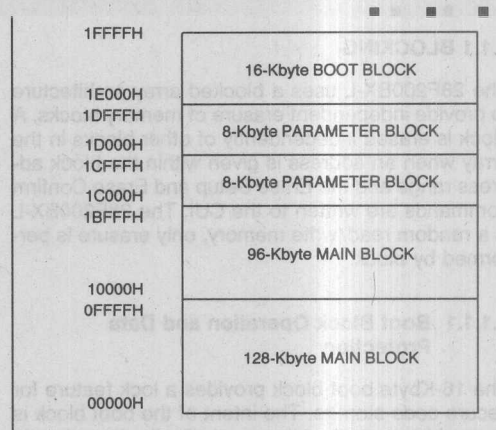 1FFFFH
16-Kbyte BOOT BLOCK
1E000H
1DFFFH
8-Kbyte PARAMETER BLOCK
1D000H
1CFFFH
8-Kbyte PARAMETER BLOCK
1C000H
1BFFFH
96-Kbyte MAIN BLOCK
10000H
0FFFFH
128-Kbyte MAIN BLOCK
00000H